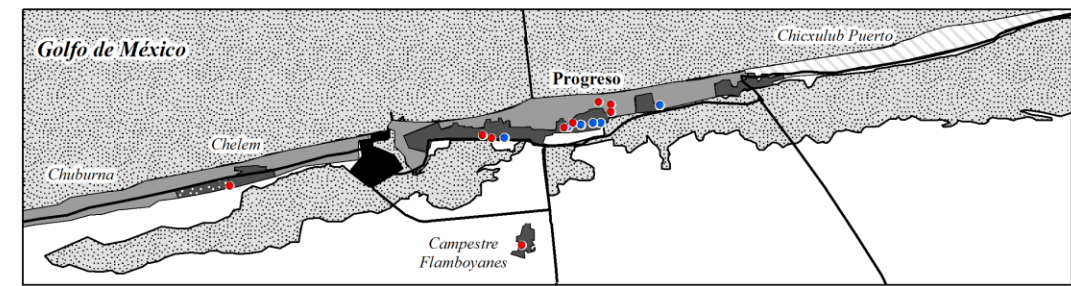 Golfo de México
Chicxulub Puerto
Progreso
Chelem
Chuburna
Campestre
Flamboyanes